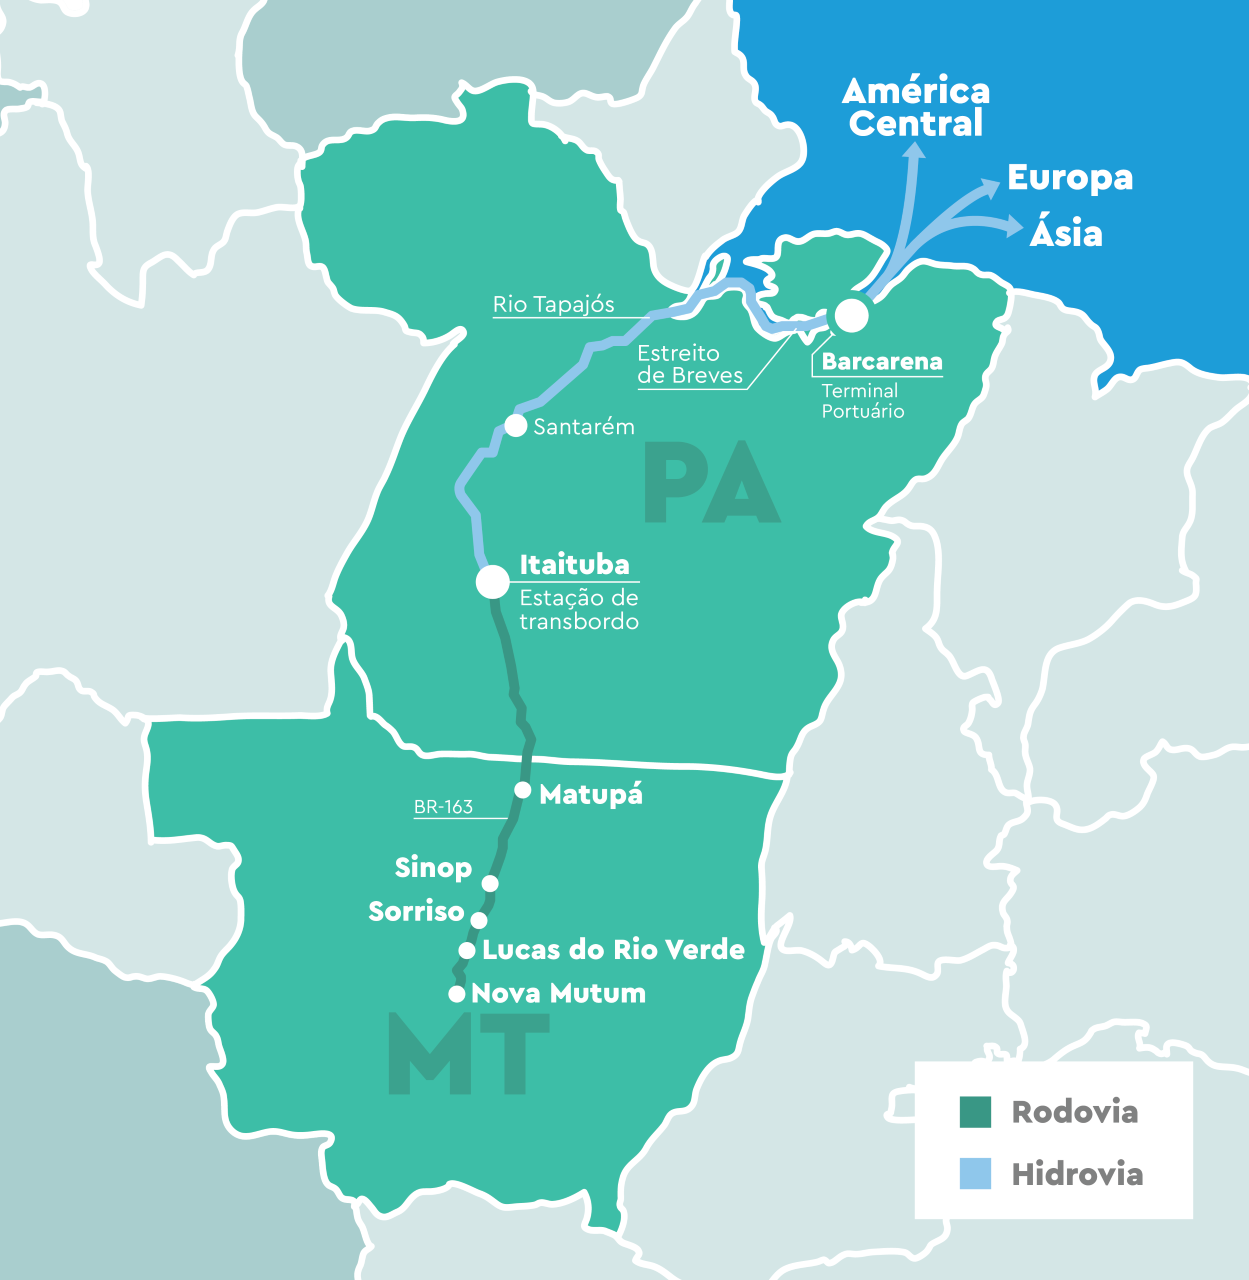 América
Central
Europa
Ásia
Rio Tapajós
Estreito
de Breves
Barcarena
Terminal
Portuário
Santarém
PA
Itaituba
Estação de
transbordo
Matupá
BR-163
Sinop
Sorriso
Lucas do Rio Verde
Nova Mutum
MT
Rodovia
Hidrovia